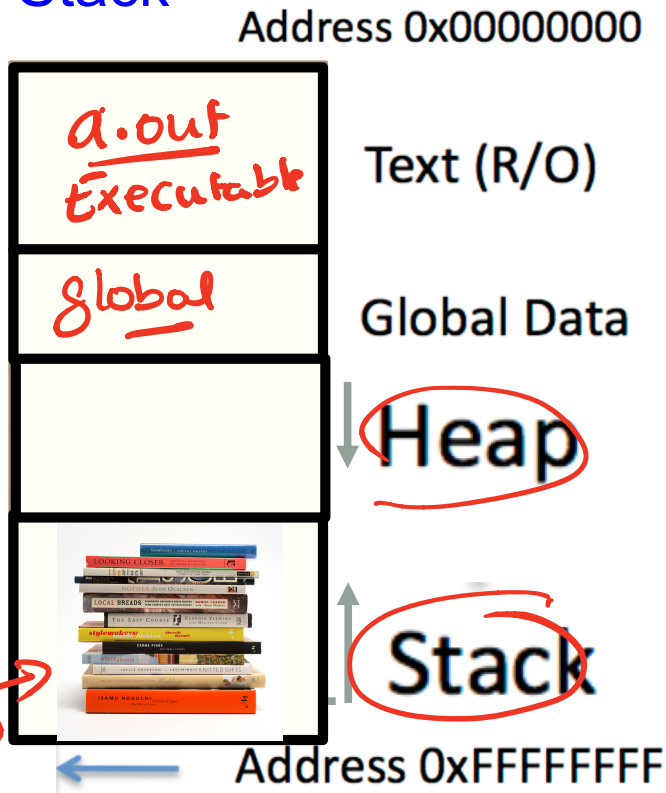 Stack
Address 0x00000000
a.out
Executable
Text (R/O)
global
Global Data
Heap
LOOKING CLOSER
LOCAL BREADS
THE LAST COURSE
stylemakers
ISAMU NOGUCHI
Stack
Address 0xFFFFFFFF